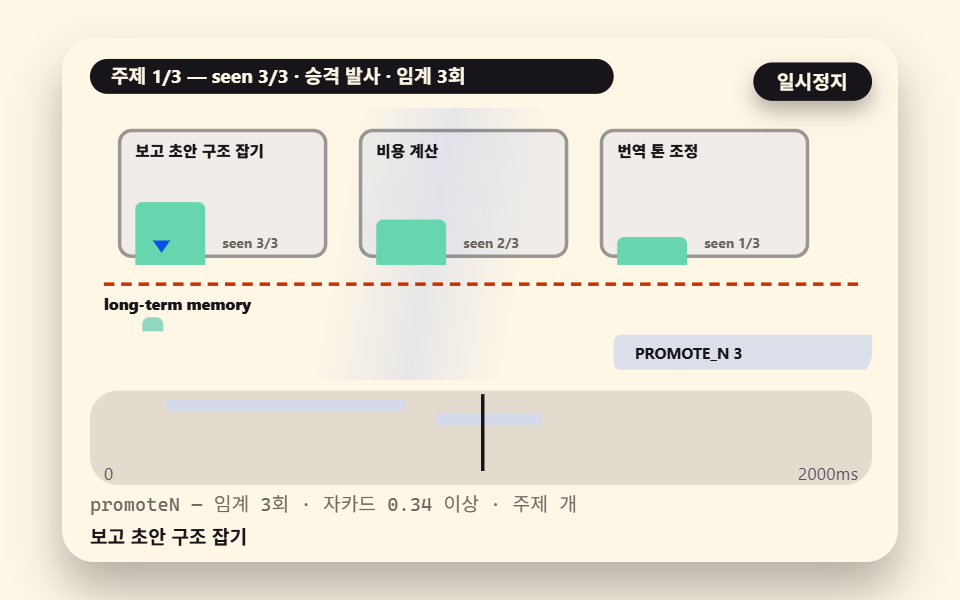 주제 1/3 — seen 3/3 · 승격 발사 · 임계 3회
일시정지
보고 초안 구조 잡기
seen 3/3
비용 계산
seen 2/3
번역 톤 조정
seen 1/3
long-term memory
PROMOTE_N 3
0
2000ms
promoteN — 임계 3회 · 자카드 0.34 이상 · 주제 개
보고 초안 구조 잡기